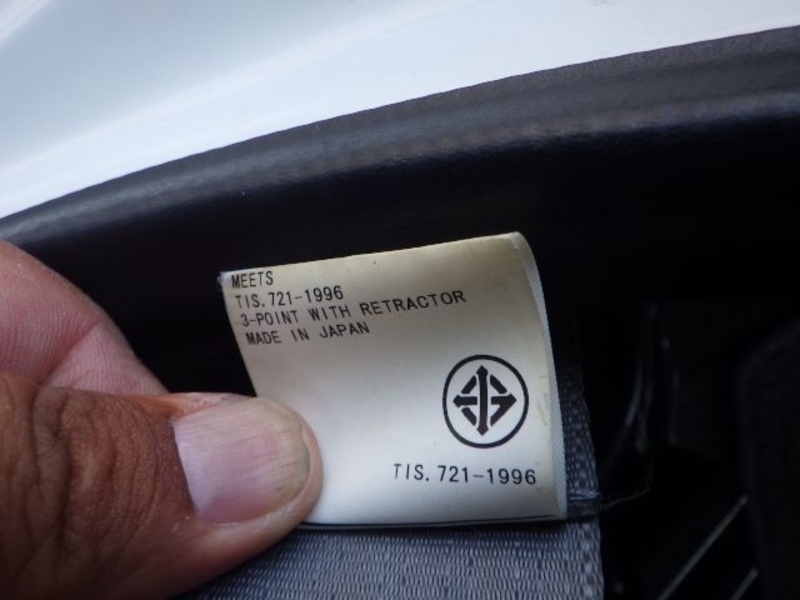 MEETS
TIS.721-1996
3-POINT WITH RETRACTOR
MADE IN JAPAN
TIS.721-1996